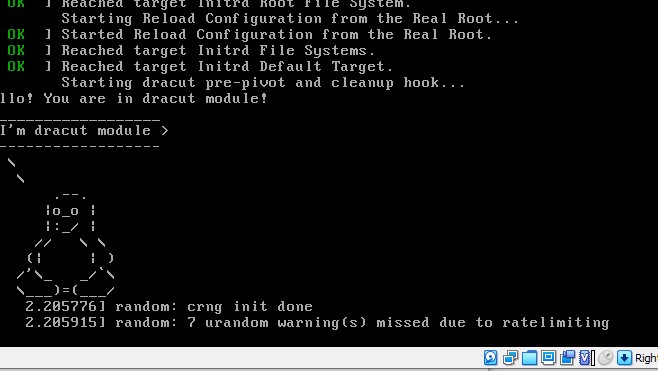 OK ] Reached target Initrd Root File System.
Starting Reload Configuration from the Real Root...
OK ] Started Reload Configuration from the Real Root.
OK ] Reached target Initrd File Systems.
OK ] Reached target Initrd Default Target.
Starting dracut pre-pivot and cleanup hook...
llo! You are in dracut module!
__________________
I'm dracut module >
------------------
\
\
.--.
|o_o |
|:_/ |
// \ \
(| | )
/'\_ _/`\
\___)=(___/
2.205776] random: crng init done
2.205915] random: 7 urandom warning(s) missed due to ratelimiting
Right